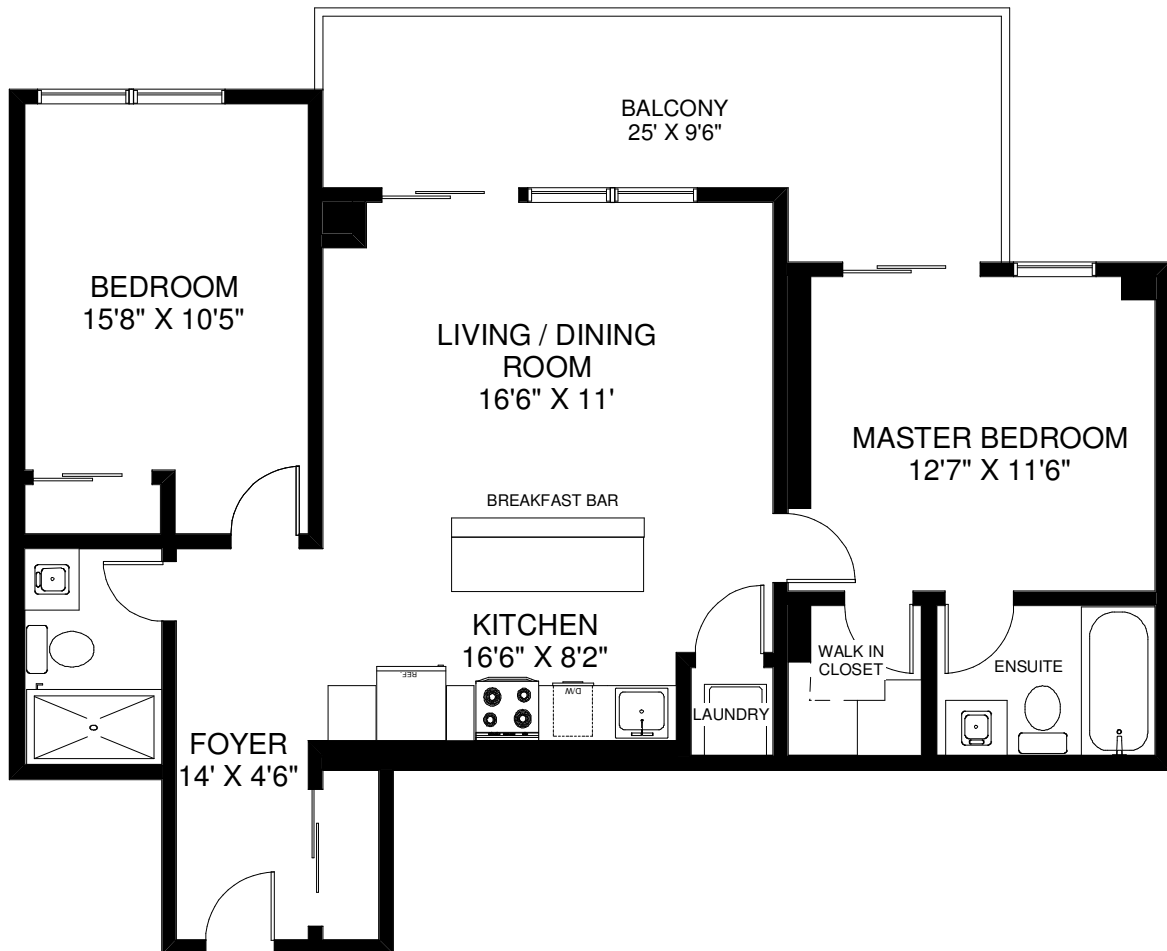 BALCONY
25' X 9'6"
BEDROOM
15'8" X 10'5"
LIVING / DINING
ROOM
16'6" X 11'
MASTER BEDROOM
12'7" X 11'6"
BREAKFAST BAR
KITCHEN
16'6" X 8'2"
WALK IN
CLOSET
ENSUITE
REF
D/W
LAUNDRY
FOYER
14' X 4'6"